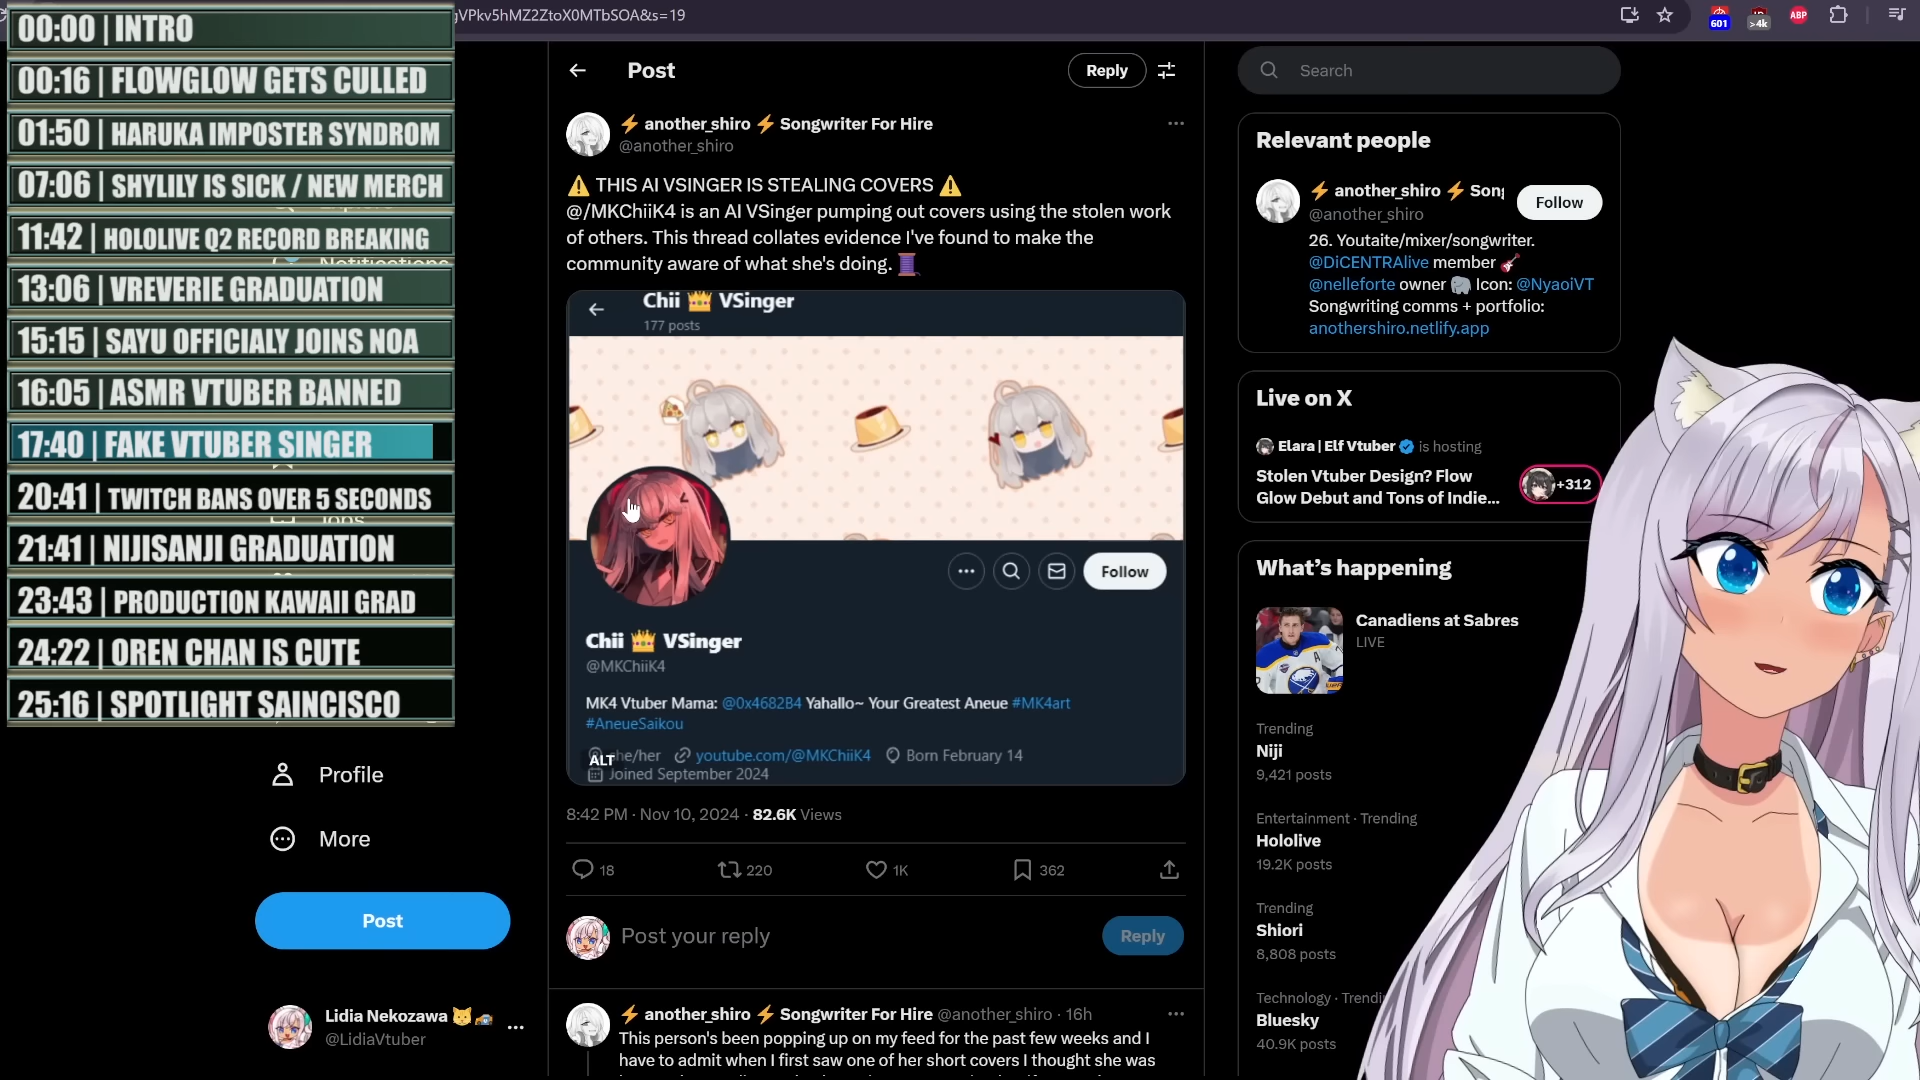 gVPkv5hMZ2ZtoX0MTbSOA&s=19
601
>4k
ABP
00:00 | INTRO
00:16 | FLOWGLOW GETS CULLED
01:50 | HARUKA IMPOSTER SYNDROM
07:06 | SHYLILY IS SICK / NEW MERCH
11:42 | HOLOLIVE Q2 RECORD BREAKING
13:06 | VREVERIE GRADUATION
15:15 | SAYU OFFICIALY JOINS NOA
16:05 | ASMR VTUBER BANNED
17:40 | FAKE VTUBER SINGER
20:41 | TWITCH BANS OVER 5 SECONDS
21:41 | NIJISANJI GRADUATION
23:43 | PRODUCTION KAWAII GRAD
24:22 | OREN CHAN IS CUTE
25:16 | SPOTLIGHT SAINCISCO
Profile
More
Post
Lidia Nekozawa 🐱
@LidiaVtuber
Post
Reply
⚡ another_shiro ⚡ Songwriter For Hire
@another_shiro
⚠️ THIS AI VSINGER IS STEALING COVERS ⚠️
@/MKChiiK4 is an AI VSinger pumping out covers using the stolen work
of others. This thread collates evidence I've found to make the
community aware of what she's doing. 🧵
Chii 👑 VSinger
177 posts
Follow
Chii 👑 VSinger
@MKChiiK4
MK4 Vtuber Mama: @0x4682B4 Yahallo~ Your Greatest Aneue #MK4art
#AneueSaikou
she/her youtube.com/@MKChiiK4 Born February 14
ALT
Joined September 2024
8:42 PM · Nov 10, 2024 · 82.6K Views
18 220 1K 362
Post your reply
Reply
⚡ another_shiro ⚡ Songwriter For Hire @another_shiro · 16h
This person's been popping up on my feed for the past few weeks and I
have to admit when I first saw one of her short covers I thought she was
Search
Relevant people
⚡ another_shiro ⚡ Song
@another_shiro
Follow
26. Youtaite/mixer/songwriter.
@DiCENTRAlive member 🎸
@nelleforte owner 🐘 Icon: @NyaoiVT
Songwriting comms + portfolio:
anothershiro.netlify.app
Live on X
Elara | Elf Vtuber is hosting
Stolen Vtuber Design? Flow
Glow Debut and Tons of Indie...
+312
What's happening
Canadiens at Sabres
LIVE
Trending
Niji
9,421 posts
Entertainment · Trending
Hololive
19.2K posts
Trending
Shiori
8,808 posts
Technology · Trendi
Bluesky
40.9K posts